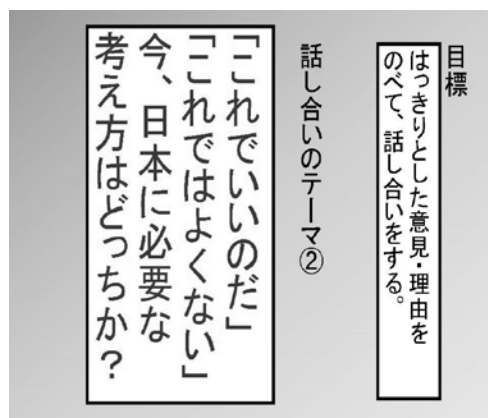 目標
はっきりとした意見・理由を
のべて、話し合いをする。
話し合いのテーマ②
「これでいいのだ」
「これではよくない」
今、日本に必要な
考え方はどっちか？